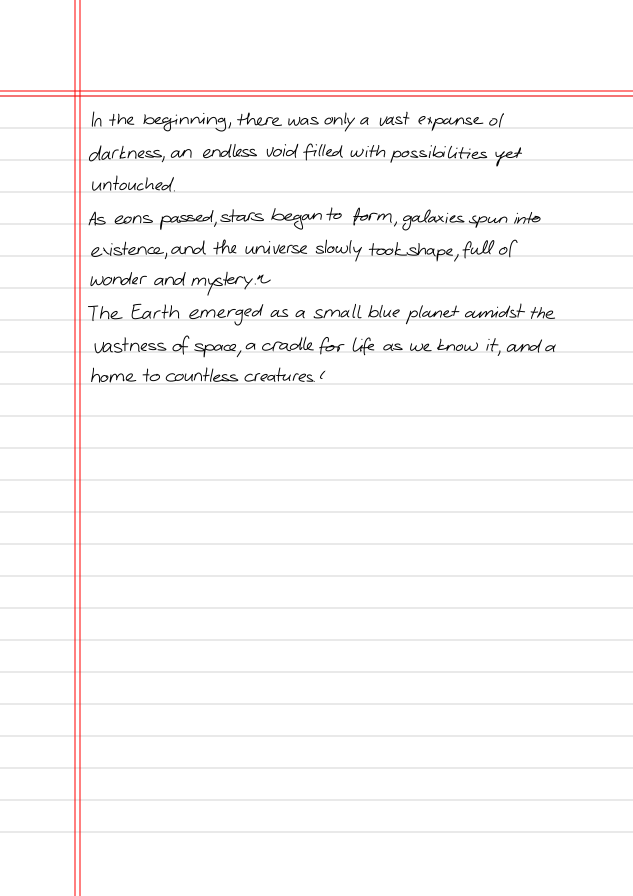 In the beginning, there was only a vast expanse of
darkness, an endless void filled with possibilities yet
untouched.
As eons passed, stars began to form, galaxies spun into
existence, and the universe slowly took shape, full of
wonder and mystery.
The Earth emerged as a small blue planet amidst the
vastness of space, a cradle for life as we know it, and a
home to countless creatures